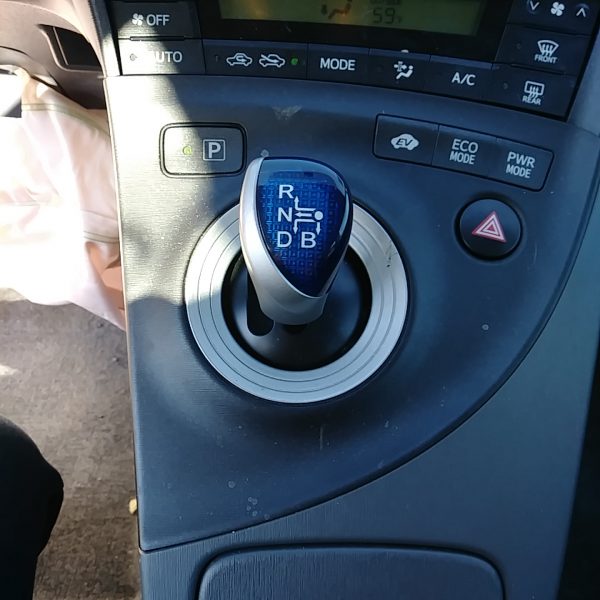 OFF
59
AUTO
MODE
A/C
FRONT
REAR
P
EV
ECO
MODE
PWR
MODE
R
N
D B